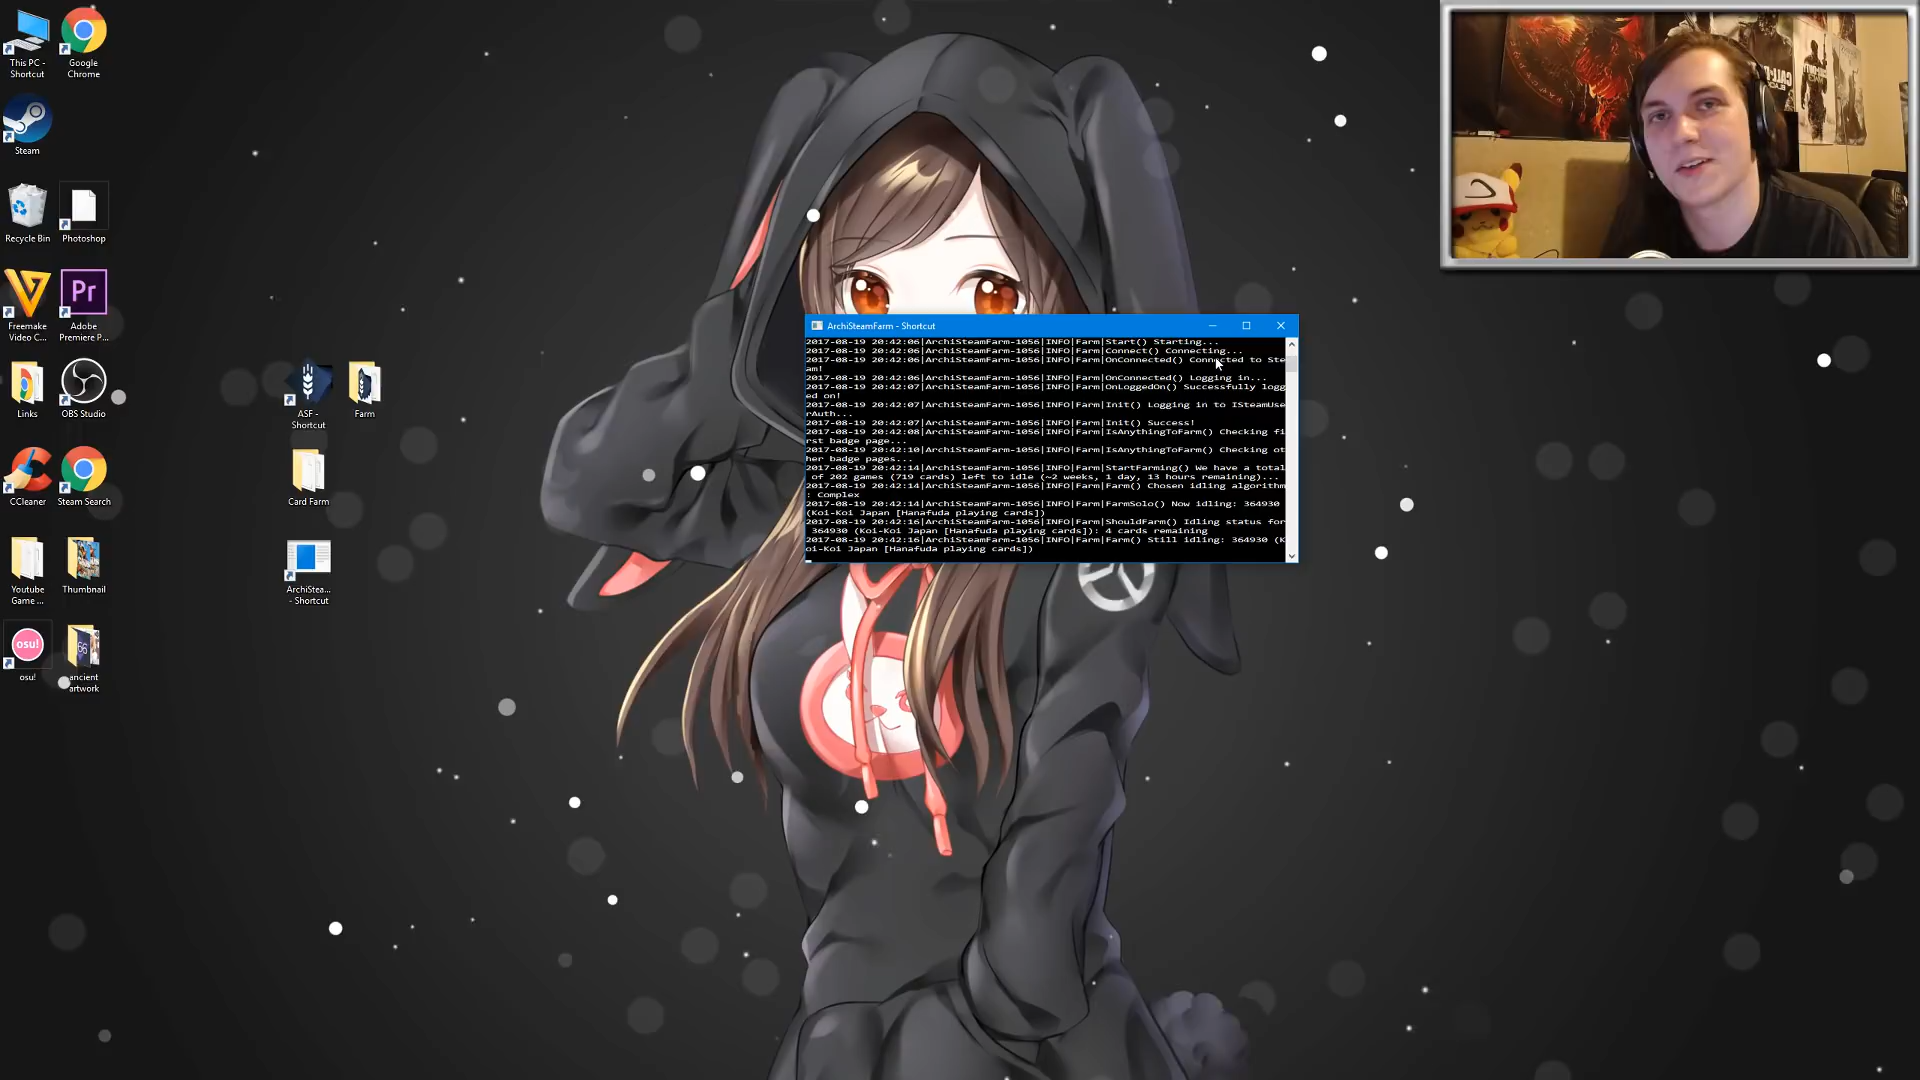 This PC -
Shortcut
Google
Chrome
Steam
Recycle Bin
Photoshop
Freemake
Video C...
Pr
Adobe
Premiere P...
Links
OBS Studio
CCleaner
Steam Search
Youtube
Game ...
Thumbnail
osu!
osu!
66
ancient
artwork
ASF -
Shortcut
Farm
Card Farm
ArchiStea...
- Shortcut
ArchiSteamFarm - Shortcut
2017-08-19 20:42:06|ArchiSteamFarm-1056|INFO|Farm|Start() Starting...
2017-08-19 20:42:06|ArchiSteamFarm-1056|INFO|Farm|Connect() Connecting...
2017-08-19 20:42:06|ArchiSteamFarm-1056|INFO|Farm|OnConnected() Connected to Ste
am!
2017-08-19 20:42:06|ArchiSteamFarm-1056|INFO|Farm|OnConnected() Logging in...
2017-08-19 20:42:07|ArchiSteamFarm-1056|INFO|Farm|OnLoggedOn() Successfully logg
ed on!
2017-08-19 20:42:07|ArchiSteamFarm-1056|INFO|Farm|Init() Logging in to ISteamUse
rAuth...
2017-08-19 20:42:07|ArchiSteamFarm-1056|INFO|Farm|Init() Success!
2017-08-19 20:42:08|ArchiSteamFarm-1056|INFO|Farm|IsAnythingToFarm() Checking fi
rst badge page...
2017-08-19 20:42:10|ArchiSteamFarm-1056|INFO|Farm|IsAnythingToFarm() Checking ot
her badge pages...
2017-08-19 20:42:14|ArchiSteamFarm-1056|INFO|Farm|StartFarming() We have a total
 of 202 games (719 cards) left to idle (~2 weeks, 1 day, 13 hours remaining)...
2017-08-19 20:42:14|ArchiSteamFarm-1056|INFO|Farm|Farm() Chosen idling algorithm
: Complex
2017-08-19 20:42:14|ArchiSteamFarm-1056|INFO|Farm|FarmSolo() Now idling: 364930
(Koi-Koi Japan [Hanafuda playing cards])
2017-08-19 20:42:16|ArchiSteamFarm-1056|INFO|Farm|ShouldFarm() Idling status for
 364930 (Koi-Koi Japan [Hanafuda playing cards]): 4 cards remaining
2017-08-19 20:42:16|ArchiSteamFarm-1056|INFO|Farm|Farm() Still idling: 364930 (K
oi-Koi Japan [Hanafuda playing cards])
CALL